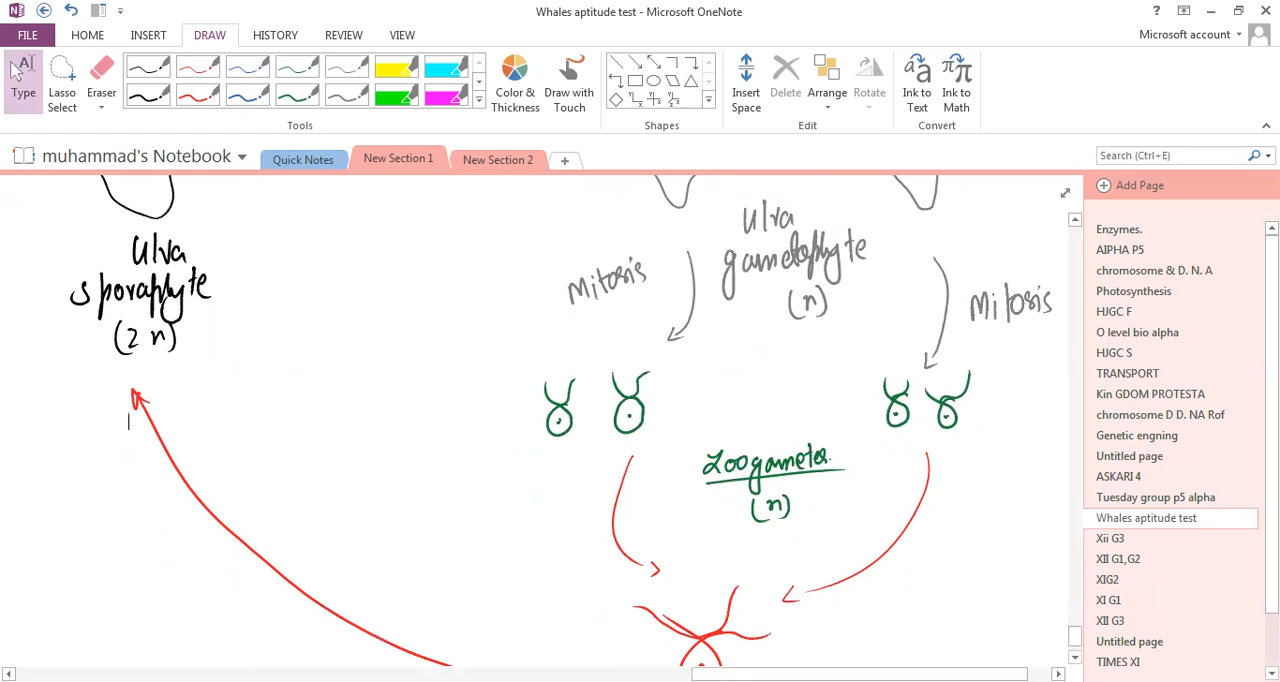 Whales aptitude test - Microsoft OneNote
?
FILE
HOME
INSERT
DRAW
HISTORY
REVIEW
VIEW
Microsoft account
Type
Lasso
Select
Eraser
Color &
Thickness
Draw with
Touch
Insert
Space
Delete
Arrange
Rotate
Ink to
Text
Ink to
Math
Tools
Shapes
Edit
Convert
muhammad's Notebook
Quick Notes
New Section 1
New Section 2
Search (Ctrl+E)
Add Page
Enzymes.
AlPHA P5
chromosome & D. N. A
Photosynthesis
HJGC F
O level bio alpha
HJGC S
TRANSPORT
Kin GDOM PROTESTA
chromosome D D. NA Rof
Genetic engning
Untitled page
ASKARI 4
Tuesday group p5 alpha
Whales aptitude test
Xii G3
XII G1,G2
XIG2
XI G1
XII G3
Untitled page
TIMES XI
Ulva
sporophyte
(2n)
Mitosis
Ulva
gametophyte
(n)
Mitosis
Zoogametes
(n)